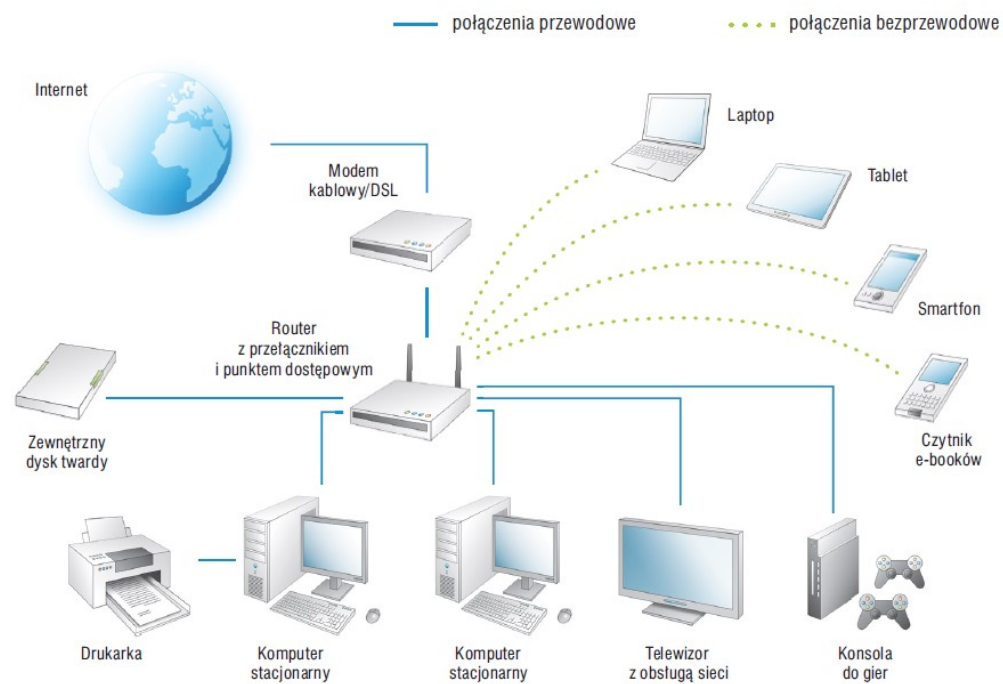 połączenia przewodowe
połączenia bezprzewodowe
Internet
Laptop
Modem
kablowy/DSL
Tablet
Smartfon
Router
z przełącznikiem
i punktem dostępowym
Zewnętrzny
dysk twardy
Czytnik
e-booków
Drukarka
Komputer
stacjonarny
Komputer
stacjonarny
Telewizor
z obsługą sieci
Konsola
do gier